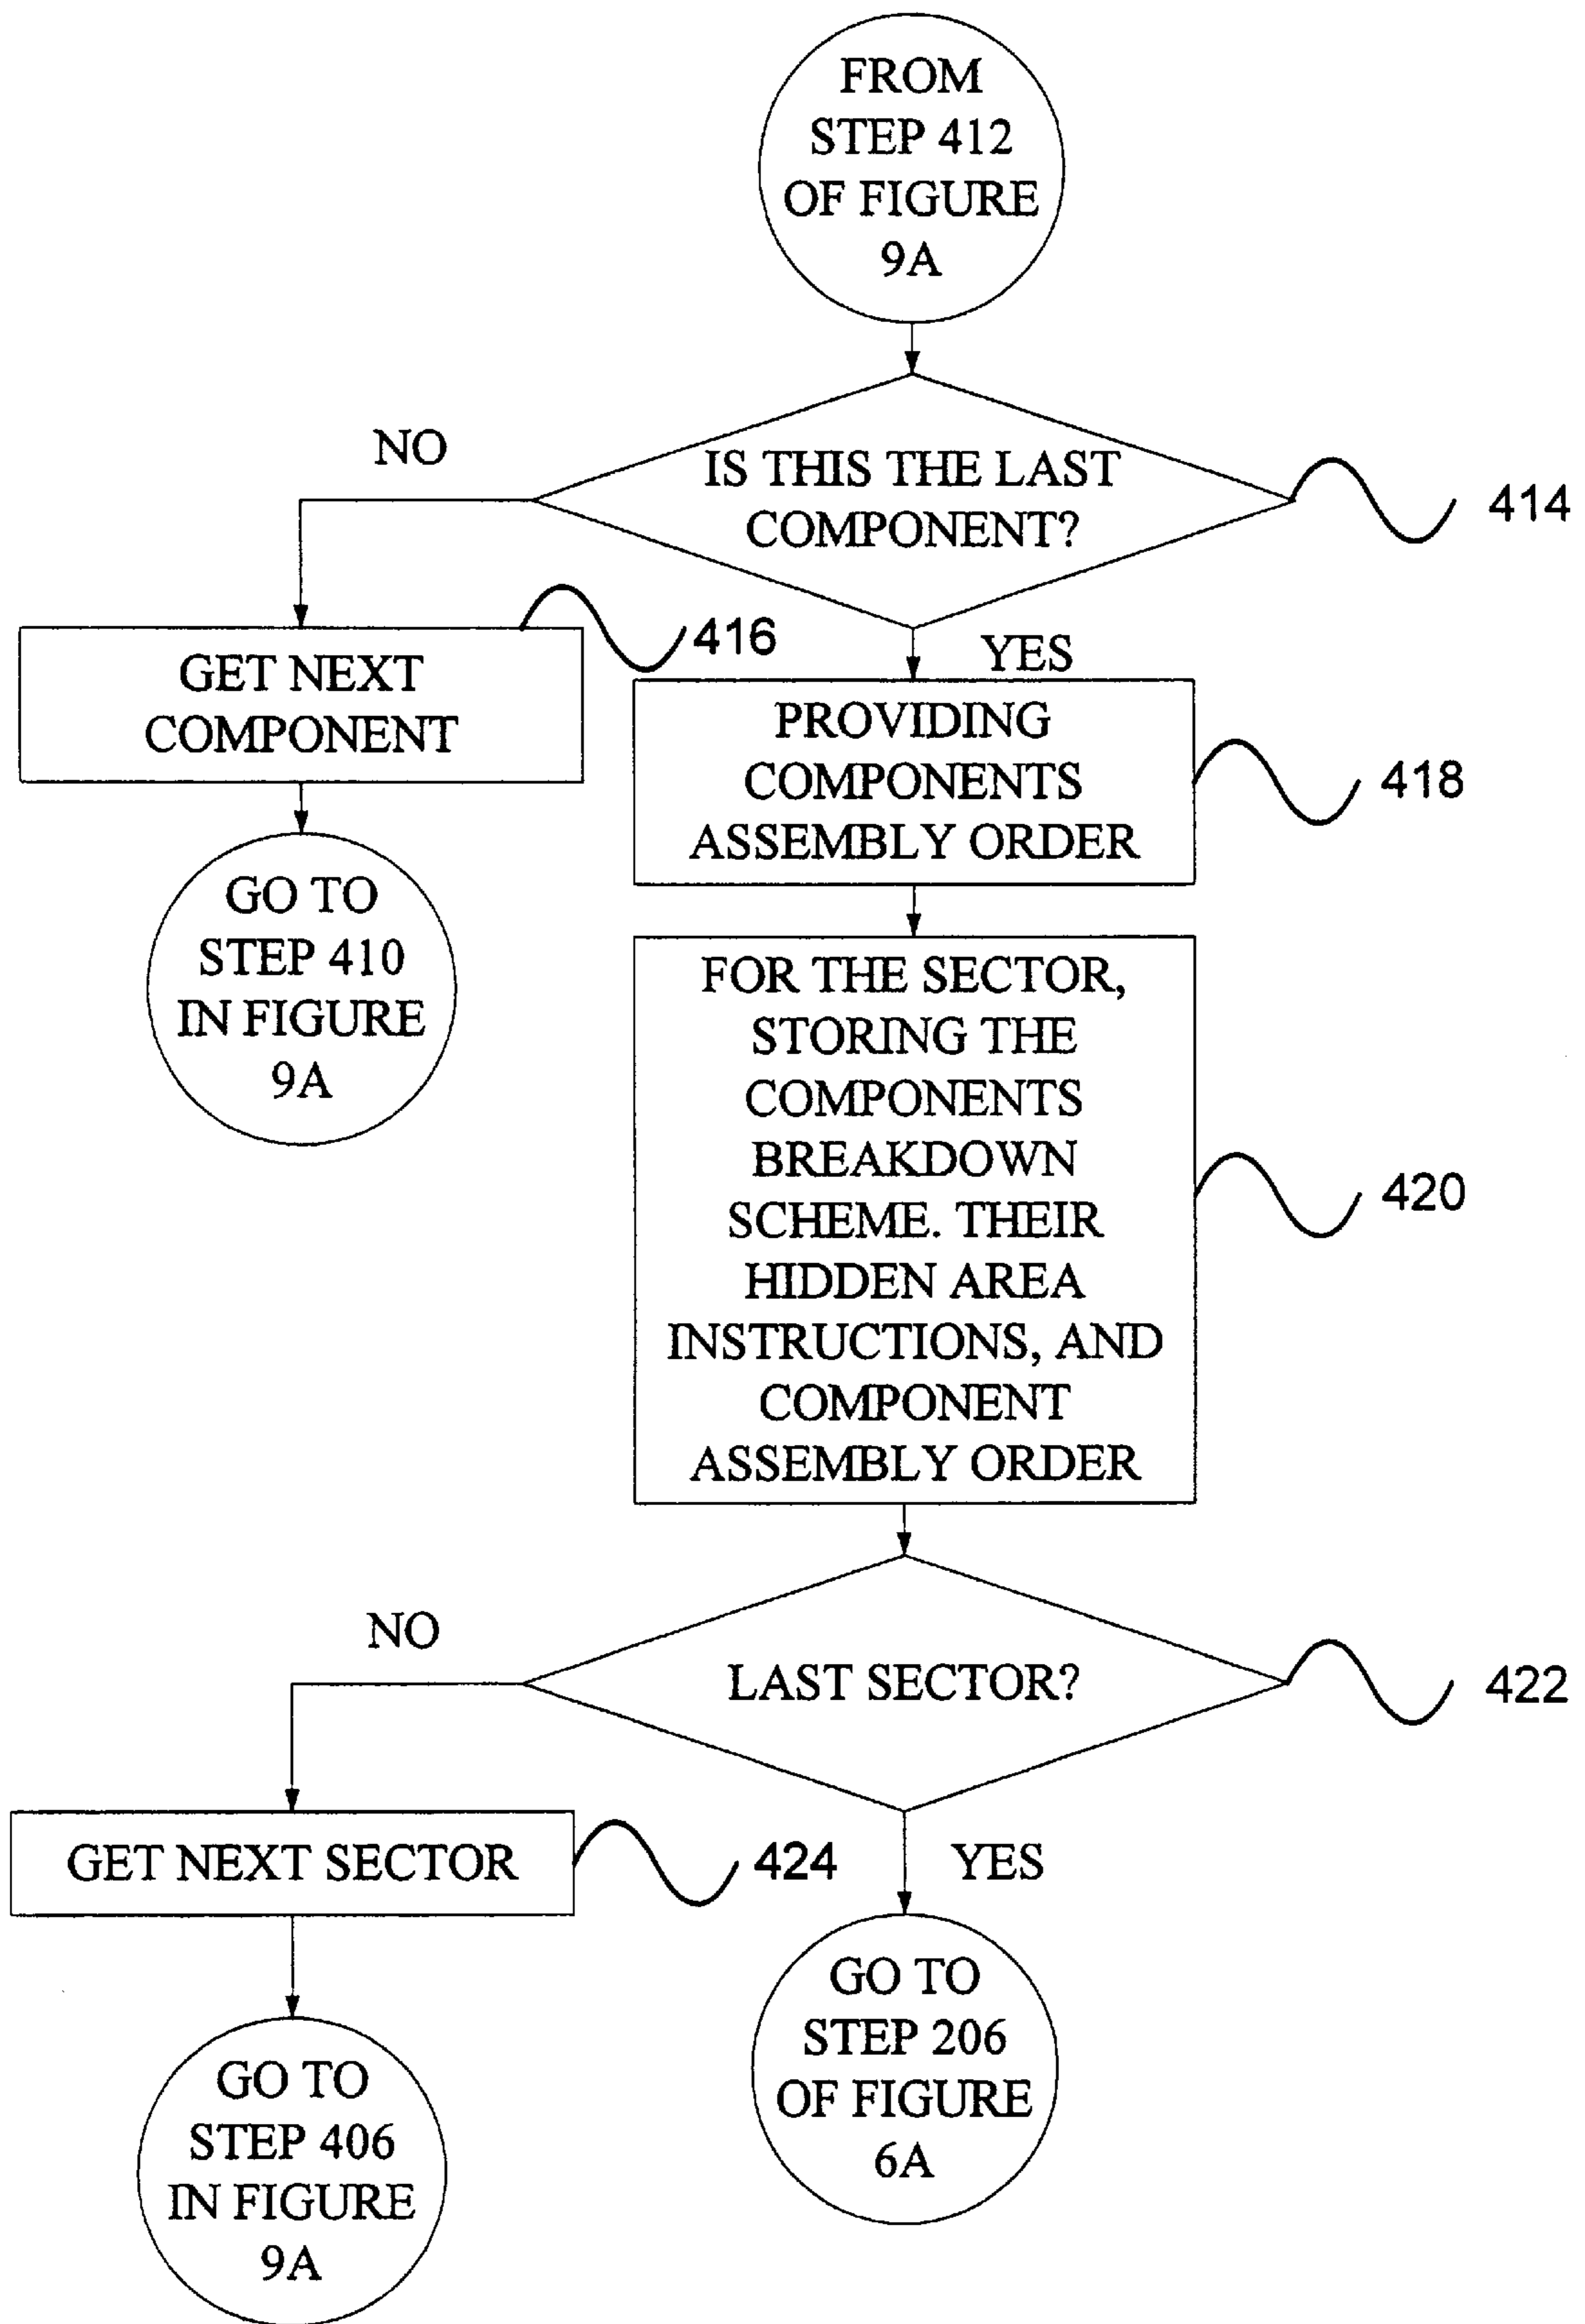 FROM
STEP 412
OF FIGURE
9A
NO
IS THIS THE LAST
COMPONENT?
414
416
GET NEXT
COMPONENT
YES
PROVIDING
COMPONENTS
ASSEMBLY ORDER
418
GO TO
STEP 410
IN FIGURE
9A
FOR THE SECTOR,
STORING THE
COMPONENTS
BREAKDOWN
SCHEME. THEIR
HIDDEN AREA
INSTRUCTIONS, AND
COMPONENT
ASSEMBLY ORDER
420
NO
LAST SECTOR?
422
GET NEXT SECTOR
424
YES
GO TO
STEP 406
IN FIGURE
9A
GO TO
STEP 206
OF FIGURE
6A